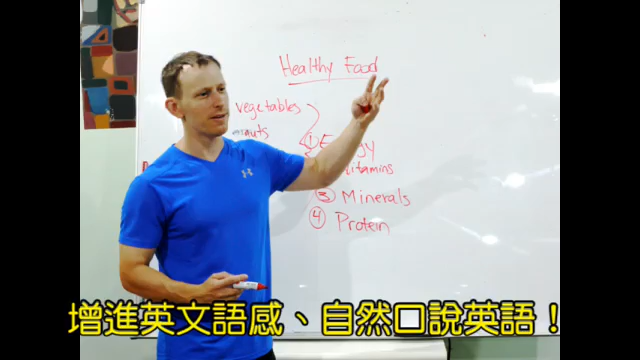 Healthy Food
vegetables
nuts
① Energy
vitamins
③ Minerals
④ Protein
增進英文語感、自然口說英語！